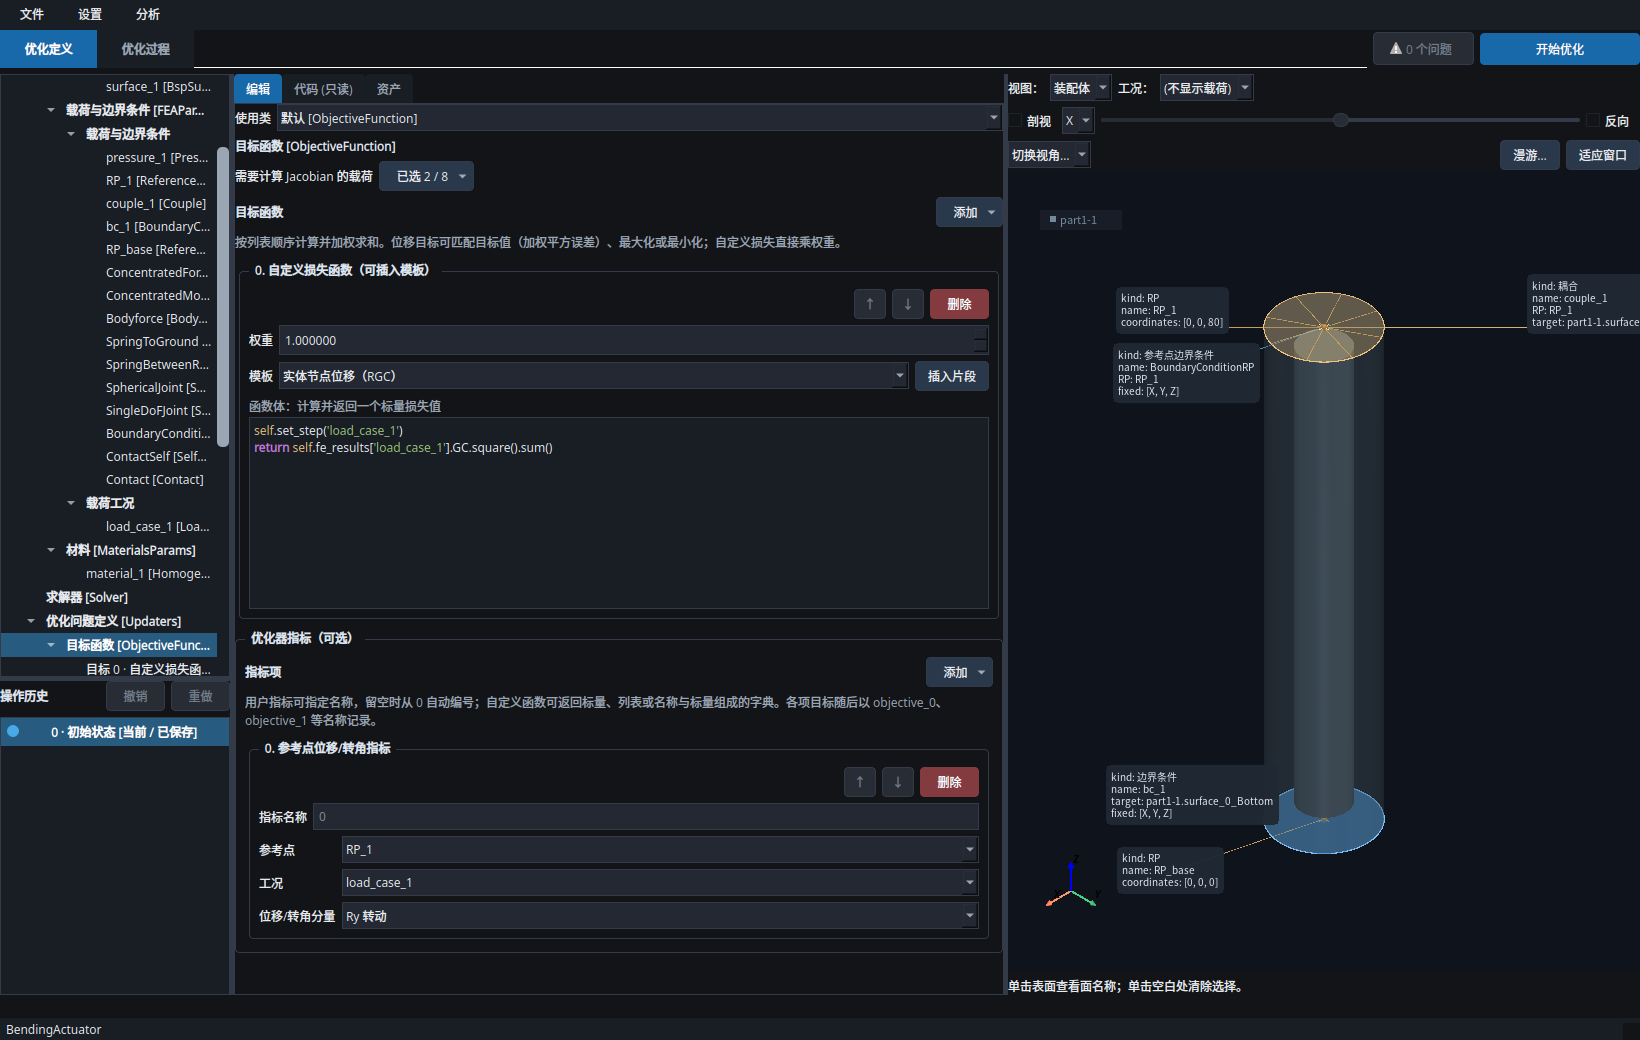 文件 设置 分析
优化定义 优化过程 0 个问题 开始优化
surface_1 [BspSu...
载荷与边界条件 [FEAPar...
载荷与边界条件
pressure_1 [Pres...
RP_1 [Reference...
couple_1 [Couple]
bc_1 [BoundaryC...
RP_base [Refere...
ConcentratedFor...
ConcentratedMo...
Bodyforce [Body...
SpringToGround ...
SpringBetweenR...
SphericalJoint [S...
SingleDoFJoint [S...
BoundaryConditi...
ContactSelf [Self...
Contact [Contact]
载荷工况
load_case_1 [Loa...
材料 [MaterialsParams]
material_1 [Homoge...
求解器 [Solver]
优化问题定义 [Updaters]
目标函数 [ObjectiveFunc...
目标 0 · 自定义损失函...
操作历史 撤销 重做
0 · 初始状态 [当前 / 已保存]
编辑 代码 (只读) 资产
使用类 默认 [ObjectiveFunction]
目标函数 [ObjectiveFunction]
需要计算 Jacobian 的载荷 已选 2 / 8
目标函数 添加
按列表顺序计算并加权求和。位移目标可匹配目标值（加权平方误差）、最大化或最小化；自定义损失直接乘权重。
0. 自定义损失函数（可插入模板）
↑ ↓ 删除
权重 1.000000
模板 实体节点位移（RGC） 插入片段
函数体：计算并返回一个标量损失值
self.set_step('load_case_1')
return self.fe_results['load_case_1'].GC.square().sum()
优化器指标（可选）
指标项 添加
用户指标可指定名称，留空时从 0 自动编号；自定义函数可返回标量、列表或名称与标量组成的字典。各项目标随后以 objective_0、
objective_1 等名称记录。
0. 参考点位移/转角指标
↑ ↓ 删除
指标名称 0
参考点 RP_1
工况 load_case_1
位移/转角分量 Ry 转动
视图： 装配体 工况： (不显示载荷)
剖视 X 反向
切换视角... 漫游... 适应窗口
part1-1
kind: RP
name: RP_1
coordinates: [0, 0, 80]
kind: 耦合
name: couple_1
RP: RP_1
target: part1-1.surface
kind: 参考点边界条件
name: BoundaryConditionRP
RP: RP_1
fixed: [X, Y, Z]
kind: 边界条件
name: bc_1
target: part1-1.surface_0_Bottom
fixed: [X, Y, Z]
kind: RP
name: RP_base
coordinates: [0, 0, 0]
单击表面查看面名称；单击空白处清除选择。
BendingActuator